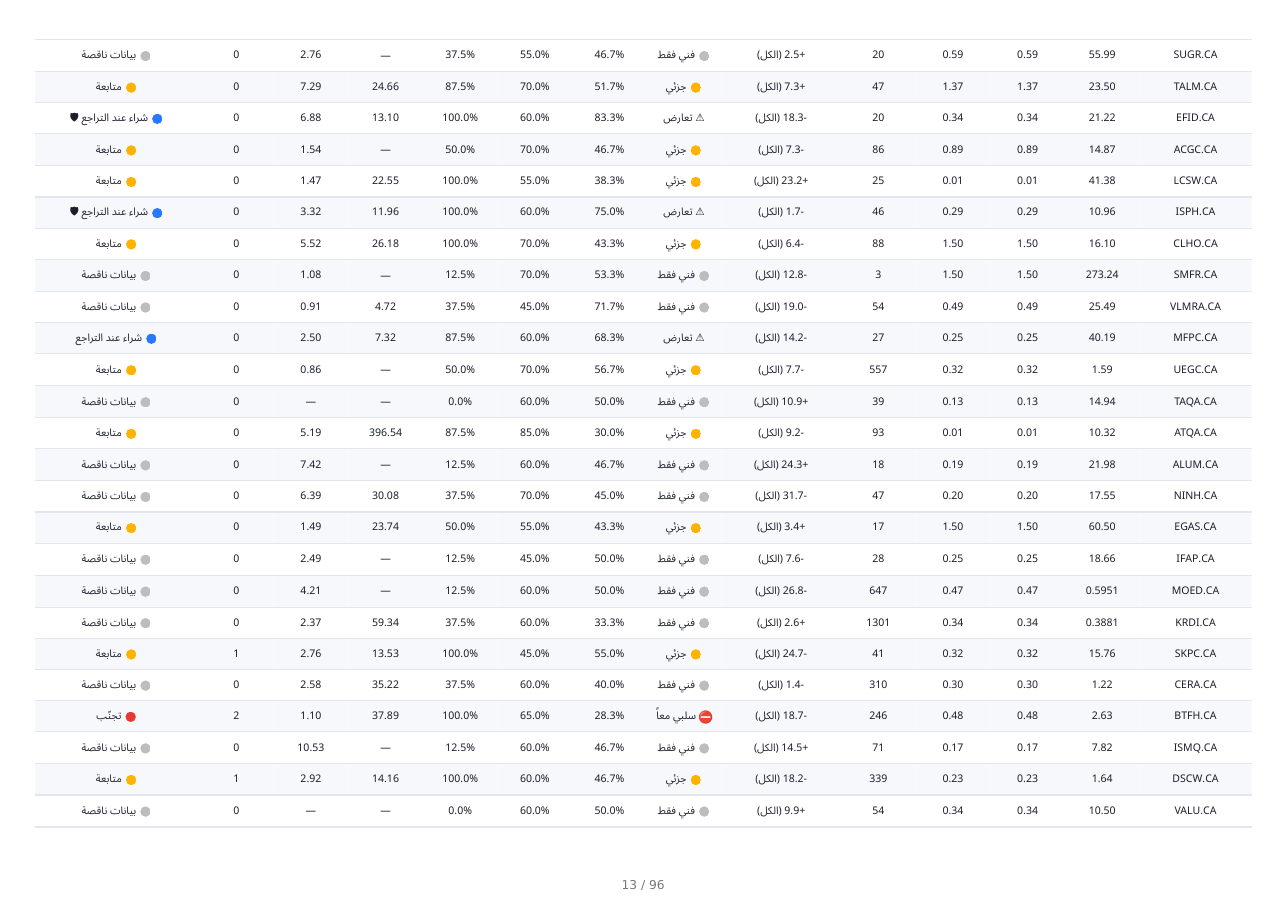 SUGR.CA 55.99 0.59 0.59 20 +2.5 (الكل) فني فقط 46.7% 55.0% 37.5% — 2.76 0 بيانات ناقصة
TALM.CA 23.50 1.37 1.37 47 +7.3 (الكل) جزئي 51.7% 70.0% 87.5% 24.66 7.29 0 متابعة
EFID.CA 21.22 0.34 0.34 20 -18.3 (الكل) ⚠ تعارض 83.3% 60.0% 100.0% 13.10 6.88 0 شراء عند التراجع
ACGC.CA 14.87 0.89 0.89 86 -7.3 (الكل) جزئي 46.7% 70.0% 50.0% — 1.54 0 متابعة
LCSW.CA 41.38 0.01 0.01 25 +23.2 (الكل) جزئي 38.3% 55.0% 100.0% 22.55 1.47 0 متابعة
ISPH.CA 10.96 0.29 0.29 46 -1.7 (الكل) ⚠ تعارض 75.0% 60.0% 100.0% 11.96 3.32 0 شراء عند التراجع
CLHO.CA 16.10 1.50 1.50 88 -6.4 (الكل) جزئي 43.3% 70.0% 100.0% 26.18 5.52 0 متابعة
SMFR.CA 273.24 1.50 1.50 3 -12.8 (الكل) فني فقط 53.3% 70.0% 12.5% — 1.08 0 بيانات ناقصة
VLMRA.CA 25.49 0.49 0.49 54 -19.0 (الكل) فني فقط 71.7% 45.0% 37.5% 4.72 0.91 0 بيانات ناقصة
MFPC.CA 40.19 0.25 0.25 27 -14.2 (الكل) ⚠ تعارض 68.3% 60.0% 87.5% 7.32 2.50 0 شراء عند التراجع
UEGC.CA 1.59 0.32 0.32 557 -7.7 (الكل) جزئي 56.7% 70.0% 50.0% — 0.86 0 متابعة
TAQA.CA 14.94 0.13 0.13 39 +10.9 (الكل) فني فقط 50.0% 60.0% 0.0% — — 0 بيانات ناقصة
ATQA.CA 10.32 0.01 0.01 93 -9.2 (الكل) جزئي 30.0% 85.0% 87.5% 396.54 5.19 0 متابعة
ALUM.CA 21.98 0.19 0.19 18 +24.3 (الكل) فني فقط 46.7% 60.0% 12.5% — 7.42 0 بيانات ناقصة
NINH.CA 17.55 0.20 0.20 47 -31.7 (الكل) فني فقط 45.0% 70.0% 37.5% 30.08 6.39 0 بيانات ناقصة
EGAS.CA 60.50 1.50 1.50 17 +3.4 (الكل) جزئي 43.3% 55.0% 50.0% 23.74 1.49 0 متابعة
IFAP.CA 18.66 0.25 0.25 28 -7.6 (الكل) فني فقط 50.0% 45.0% 12.5% — 2.49 0 بيانات ناقصة
MOED.CA 0.5951 0.47 0.47 647 -26.8 (الكل) فني فقط 50.0% 60.0% 12.5% — 4.21 0 بيانات ناقصة
KRDI.CA 0.3881 0.34 0.34 1301 +2.6 (الكل) فني فقط 33.3% 60.0% 37.5% 59.34 2.37 0 بيانات ناقصة
SKPC.CA 15.76 0.32 0.32 41 -24.7 (الكل) جزئي 55.0% 45.0% 100.0% 13.53 2.76 1 متابعة
CERA.CA 1.22 0.30 0.30 310 -1.4 (الكل) فني فقط 40.0% 60.0% 37.5% 35.22 2.58 0 بيانات ناقصة
BTFH.CA 2.63 0.48 0.48 246 -18.7 (الكل) سلبي معاً 28.3% 65.0% 100.0% 37.89 1.10 2 تجنّب
ISMQ.CA 7.82 0.17 0.17 71 +14.5 (الكل) فني فقط 46.7% 60.0% 12.5% — 10.53 0 بيانات ناقصة
DSCW.CA 1.64 0.23 0.23 339 -18.2 (الكل) جزئي 46.7% 60.0% 100.0% 14.16 2.92 1 متابعة
VALU.CA 10.50 0.34 0.34 54 +9.9 (الكل) فني فقط 50.0% 60.0% 0.0% — — 0 بيانات ناقصة
13 / 96